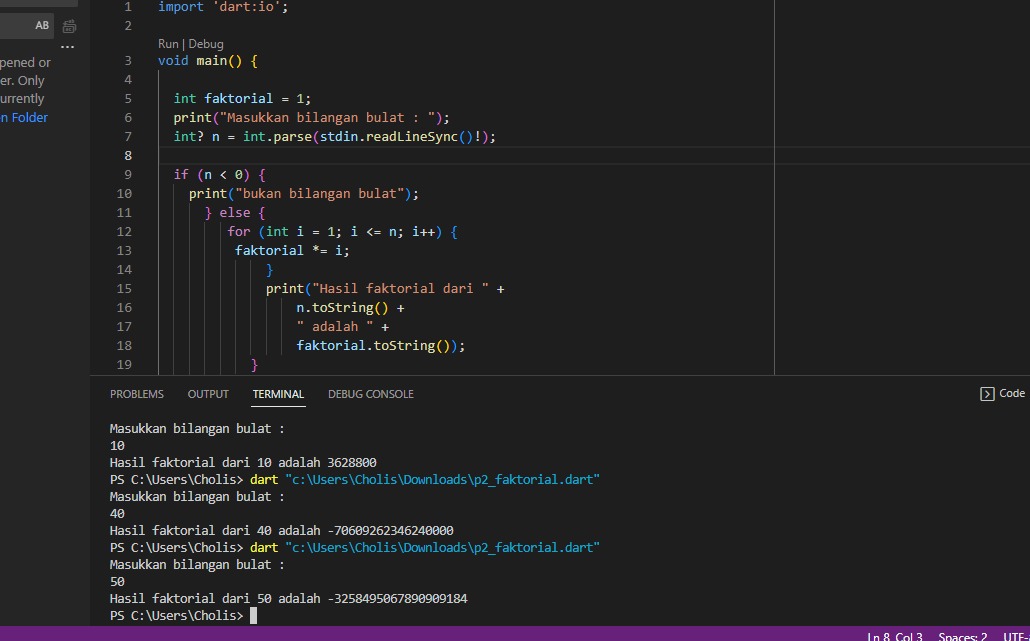 AB
...
pened or
er. Only
urrently
n Folder
1 import 'dart:io';
2
Run | Debug
3 void main() {
4
5 int faktorial = 1;
6 print("Masukkan bilangan bulat : ");
7 int? n = int.parse(stdin.readLineSync()!);
8
9 if (n < 0) {
10 print("bukan bilangan bulat");
11 } else {
12 for (int i = 1; i <= n; i++) {
13 faktorial *= i;
14 }
15 print("Hasil faktorial dari " +
16 n.toString() +
17 " adalah " +
18 faktorial.toString());
19 }
PROBLEMS OUTPUT TERMINAL DEBUG CONSOLE Code
Masukkan bilangan bulat :
10
Hasil faktorial dari 10 adalah 3628800
PS C:\Users\Cholis> dart "c:\Users\Cholis\Downloads\p2_faktorial.dart"
Masukkan bilangan bulat :
40
Hasil faktorial dari 40 adalah -70609262346240000
PS C:\Users\Cholis> dart "c:\Users\Cholis\Downloads\p2_faktorial.dart"
Masukkan bilangan bulat :
50
Hasil faktorial dari 50 adalah -3258495067890909184
PS C:\Users\Cholis>
Ln 8, Col 3 Spaces: 2 UTF-